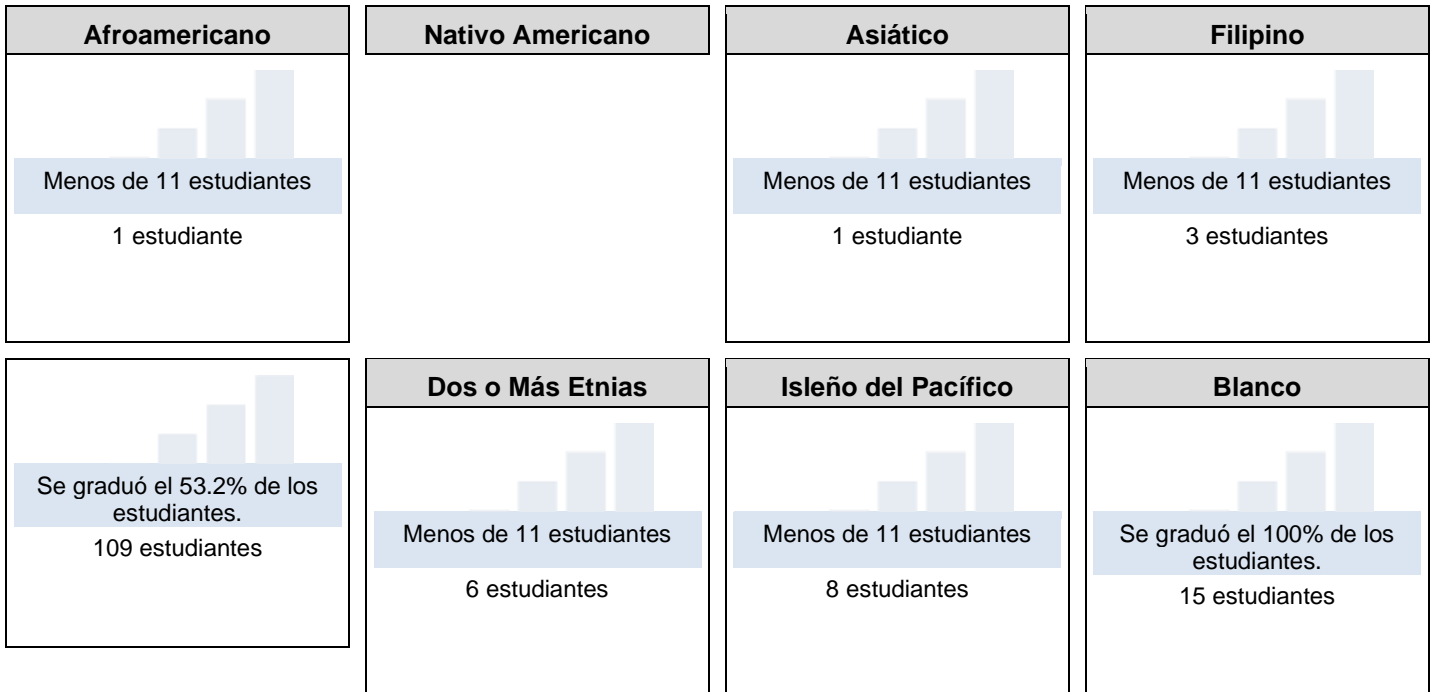 Afroamericano
Menos de 11 estudiantes
1 estudiante
Nativo Americano
Asiático
Menos de 11 estudiantes
1 estudiante
Filipino
Menos de 11 estudiantes
3 estudiantes
Se graduó el 53.2% de los
estudiantes.
109 estudiantes
Dos o Más Etnias
Menos de 11 estudiantes
6 estudiantes
Isleño del Pacífico
Menos de 11 estudiantes
8 estudiantes
Blanco
Se graduó el 100% de los
estudiantes.
15 estudiantes